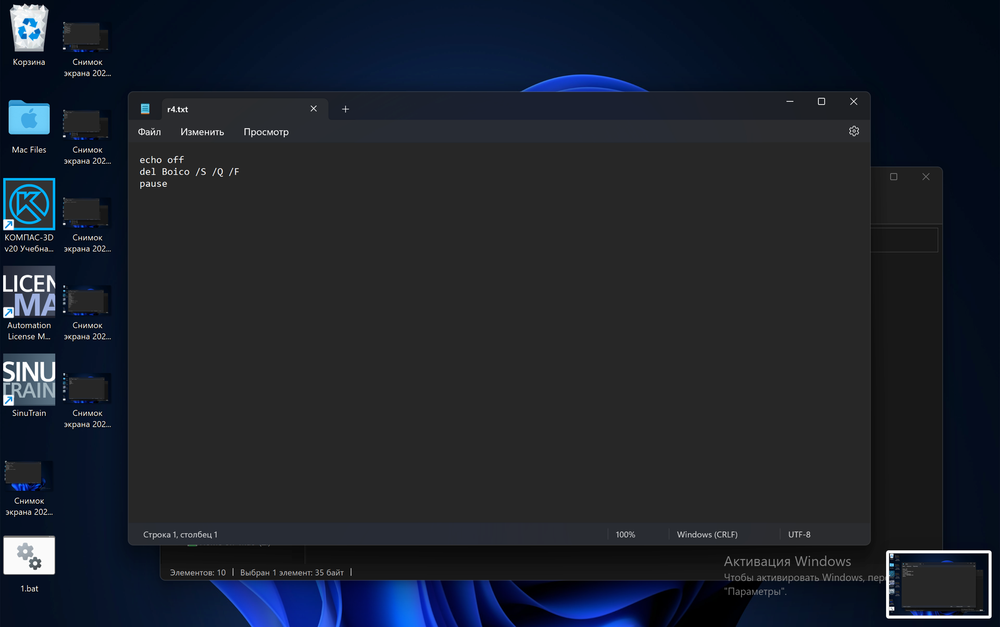 Корзина
Снимок
экрана 202...
Mac Files
Снимок
экрана 202...
КОМПАС-3D
v20 Учебна...
Снимок
экрана 202...
LICEN
MA
Automation
License M...
Снимок
экрана 202...
SINU
TRAIN
SinuTrain
Снимок
экрана 202...
Снимок
экрана 202...
1.bat
r4.txt
Файл Изменить Просмотр
echo off
del Boico /S /Q /F
pause
Строка 1, столбец 1 100% Windows (CRLF) UTF-8
Элементов: 10 Выбран 1 элемент: 35 байт
Активация Windows
Чтобы активировать Windows, пере
"Параметры".